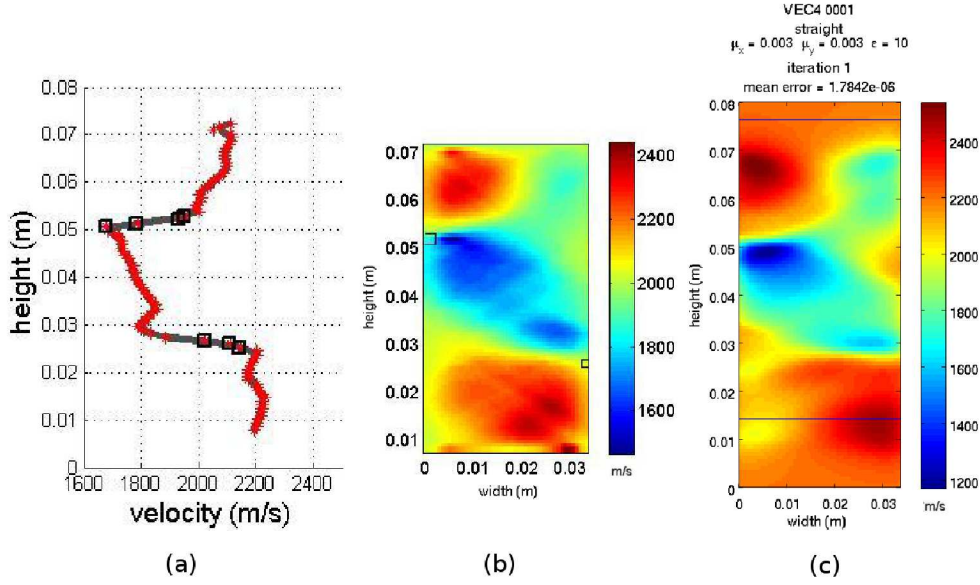 VEC4 0001
straight
μx = 0.003 μy = 0.003 ε = 10
iteration 1
mean error = 1.7842e-06
0.08
0.07
0.06
0.05
0.04
0.03
0.02
0.01
0
height (m)
1600 1800 2000 2200 2400
velocity (m/s)
(a)
0.07
0.06
0.05
0.04
0.03
0.02
0.01
height (m)
0 0.01 0.02 0.03
width (m)
2400
2200
2000
1800
1600
m/s
(b)
0.08
0.07
0.06
0.05
0.04
0.03
0.02
0.01
0
height (m)
0 0.01 0.02 0.03
width (m)
2400
2200
2000
1800
1600
1400
1200
m/s
(c)